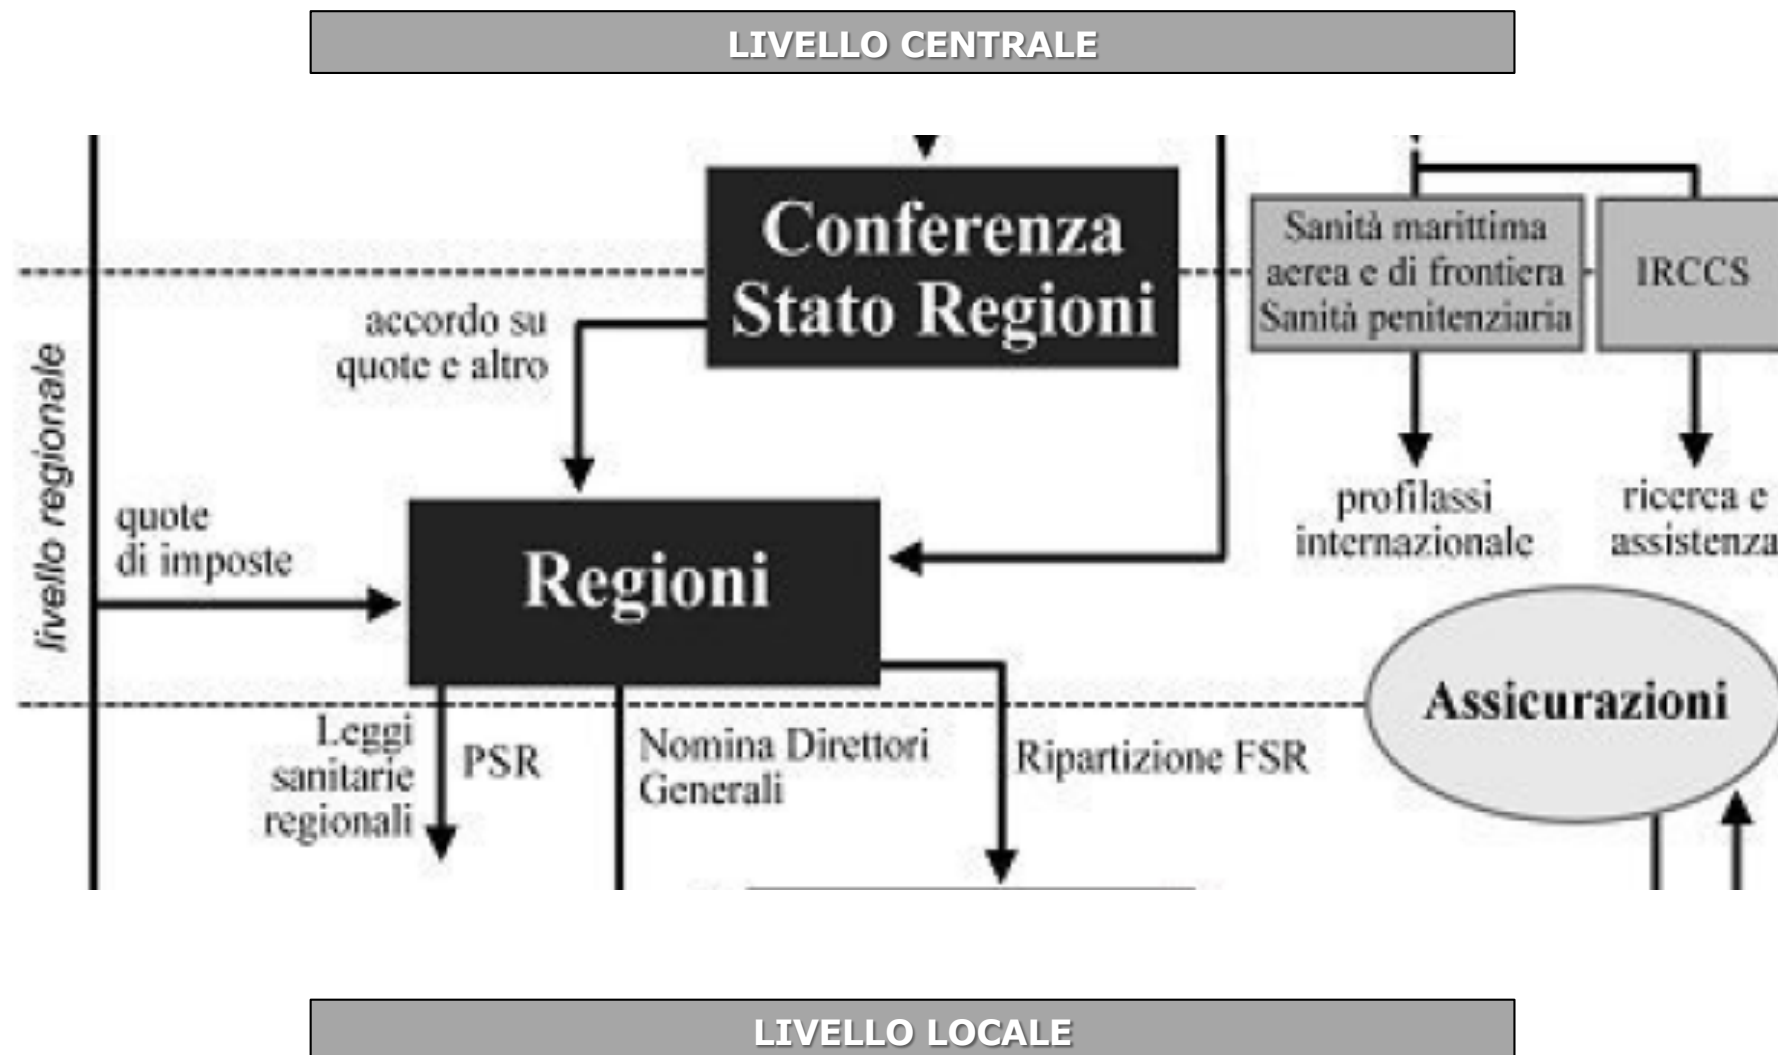 LIVELLO CENTRALE
Conferenza
Stato Regioni
Sanità marittima
aerea e di frontiera
Sanità penitenziaria
IRCCS
accordo su
quote e altro
livello regionale
profilassi
internazionale
ricerca e
assistenza
quote
di imposte
Regioni
Assicurazioni
Leggi
sanitarie
regionali
PSR
Nomina Direttori
Generali
Ripartizione FSR
LIVELLO LOCALE